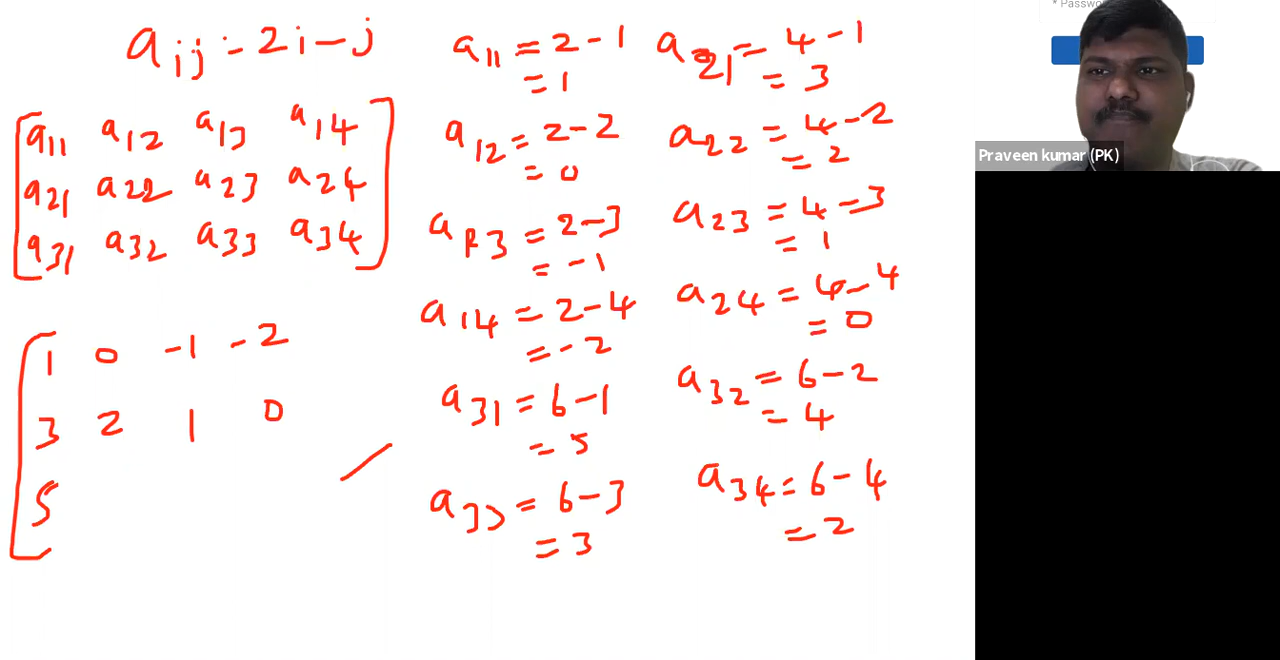 aij = 2i - j
a11 a12 a13 a14
a21 a22 a23 a24
a31 a32 a33 a34
1 0 -1 -2
3 2 1 0
5
a11 = 2 - 1
= 1
a12 = 2 - 2
= 0
a13 = 2 - 3
= -1
a14 = 2 - 4
= -2
a31 = 6 - 1
= 5
a33 = 6 - 3
= 3
a21 = 4 - 1
= 3
a22 = 4 - 2
= 2
a23 = 4 - 3
= 1
a24 = 4 - 4
= 0
a32 = 6 - 2
= 4
a34 = 6 - 4
= 2
Praveen kumar (PK)